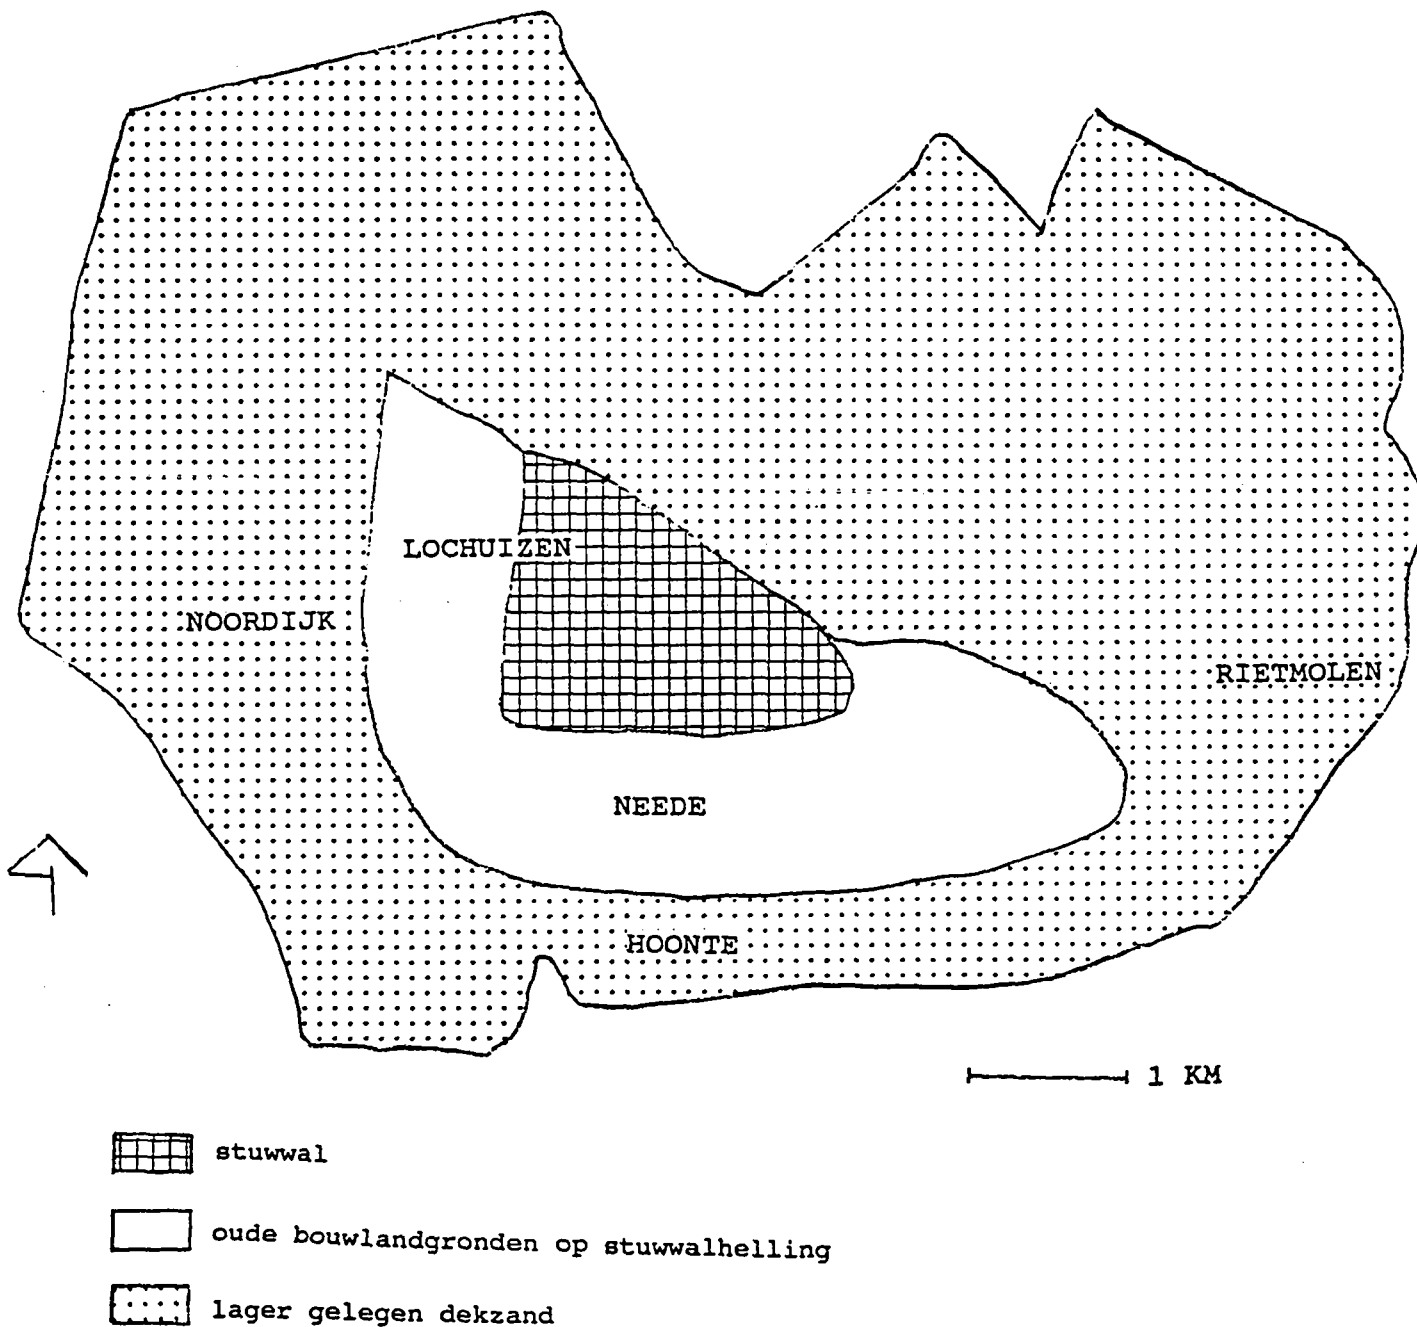 LOCHUIZEN
NOORDIJK
RIETMOLEN
NEEDE
HOONTE
1 KM
stuwwal
oude bouwlandgronden op stuwwalhelling
lager gelegen dekzand